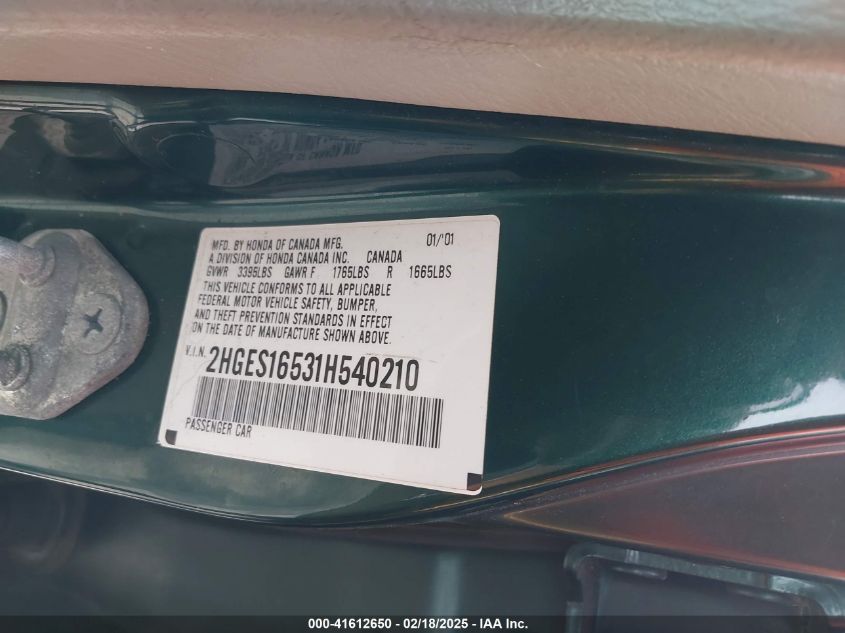 MFD. BY HONDA OF CANADA MFG. 01/'01
A DIVISION OF HONDA CANADA INC. CANADA
GVWR 3395LBS GAWR F 1765LBS R 1665LBS
THIS VEHICLE CONFORMS TO ALL APPLICABLE
FEDERAL MOTOR VEHICLE SAFETY, BUMPER,
AND THEFT PREVENTION STANDARDS IN EFFECT
ON THE DATE OF MANUFACTURE SHOWN ABOVE.
V.I.N. 2HGES16531H540210
PASSENGER CAR
000-41612650 - 02/18/2025 - IAA Inc.